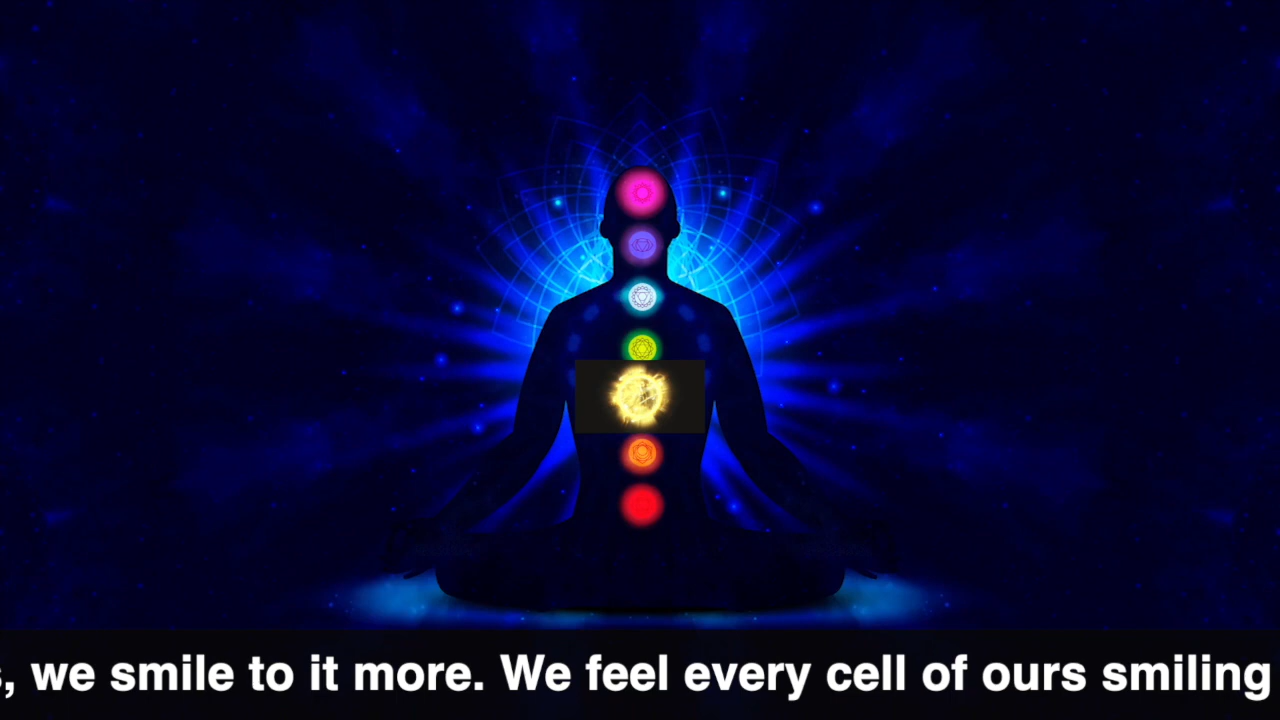 , we smile to it more. We feel every cell of ours smiling